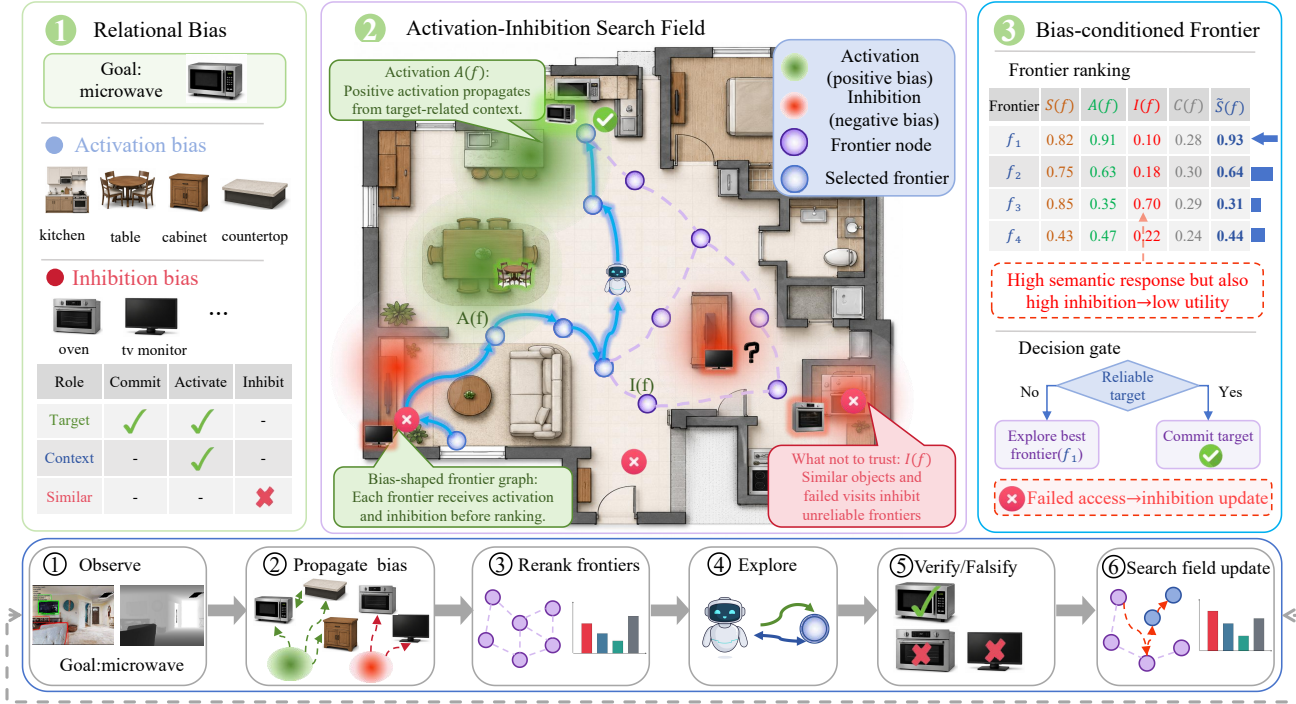 1 Relational Bias
Goal:
microwave
Activation bias
kitchen table cabinet countertop
Inhibition bias
...
oven tv monitor
Role Commit Activate Inhibit
Target ✓ ✓ -
Context - ✓ -
Similar - - ✖
2 Activation-Inhibition Search Field
Activation A(f):
Positive activation propagates
from target-related context.
Activation
(positive bias)
Inhibition
(negative bias)
Frontier node
Selected frontier
A(f)
?
I(f)
Bias-shaped frontier graph:
Each frontier receives activation
and inhibition before ranking.
What not to trust: I(f)
Similar objects and
failed visits inhibit
unreliable frontiers
3 Bias-conditioned Frontier
Frontier ranking
Frontier S(f) A(f) I(f) C(f) S̃(f)
f₁ 0.82 0.91 0.10 0.28 0.93
f₂ 0.75 0.63 0.18 0.30 0.64
f₃ 0.85 0.35 0.70 0.29 0.31
f₄ 0.43 0.47 0.22 0.24 0.44
High semantic response but also
high inhibition→low utility
Decision gate
No Reliable Yes
target
Explore best
frontier(f₁)
Commit target
Failed access→inhibition update
① Observe
Goal:microwave
② Propagate bias
③ Rerank frontiers
④ Explore
⑤ Verify/Falsify
⑥ Search field update